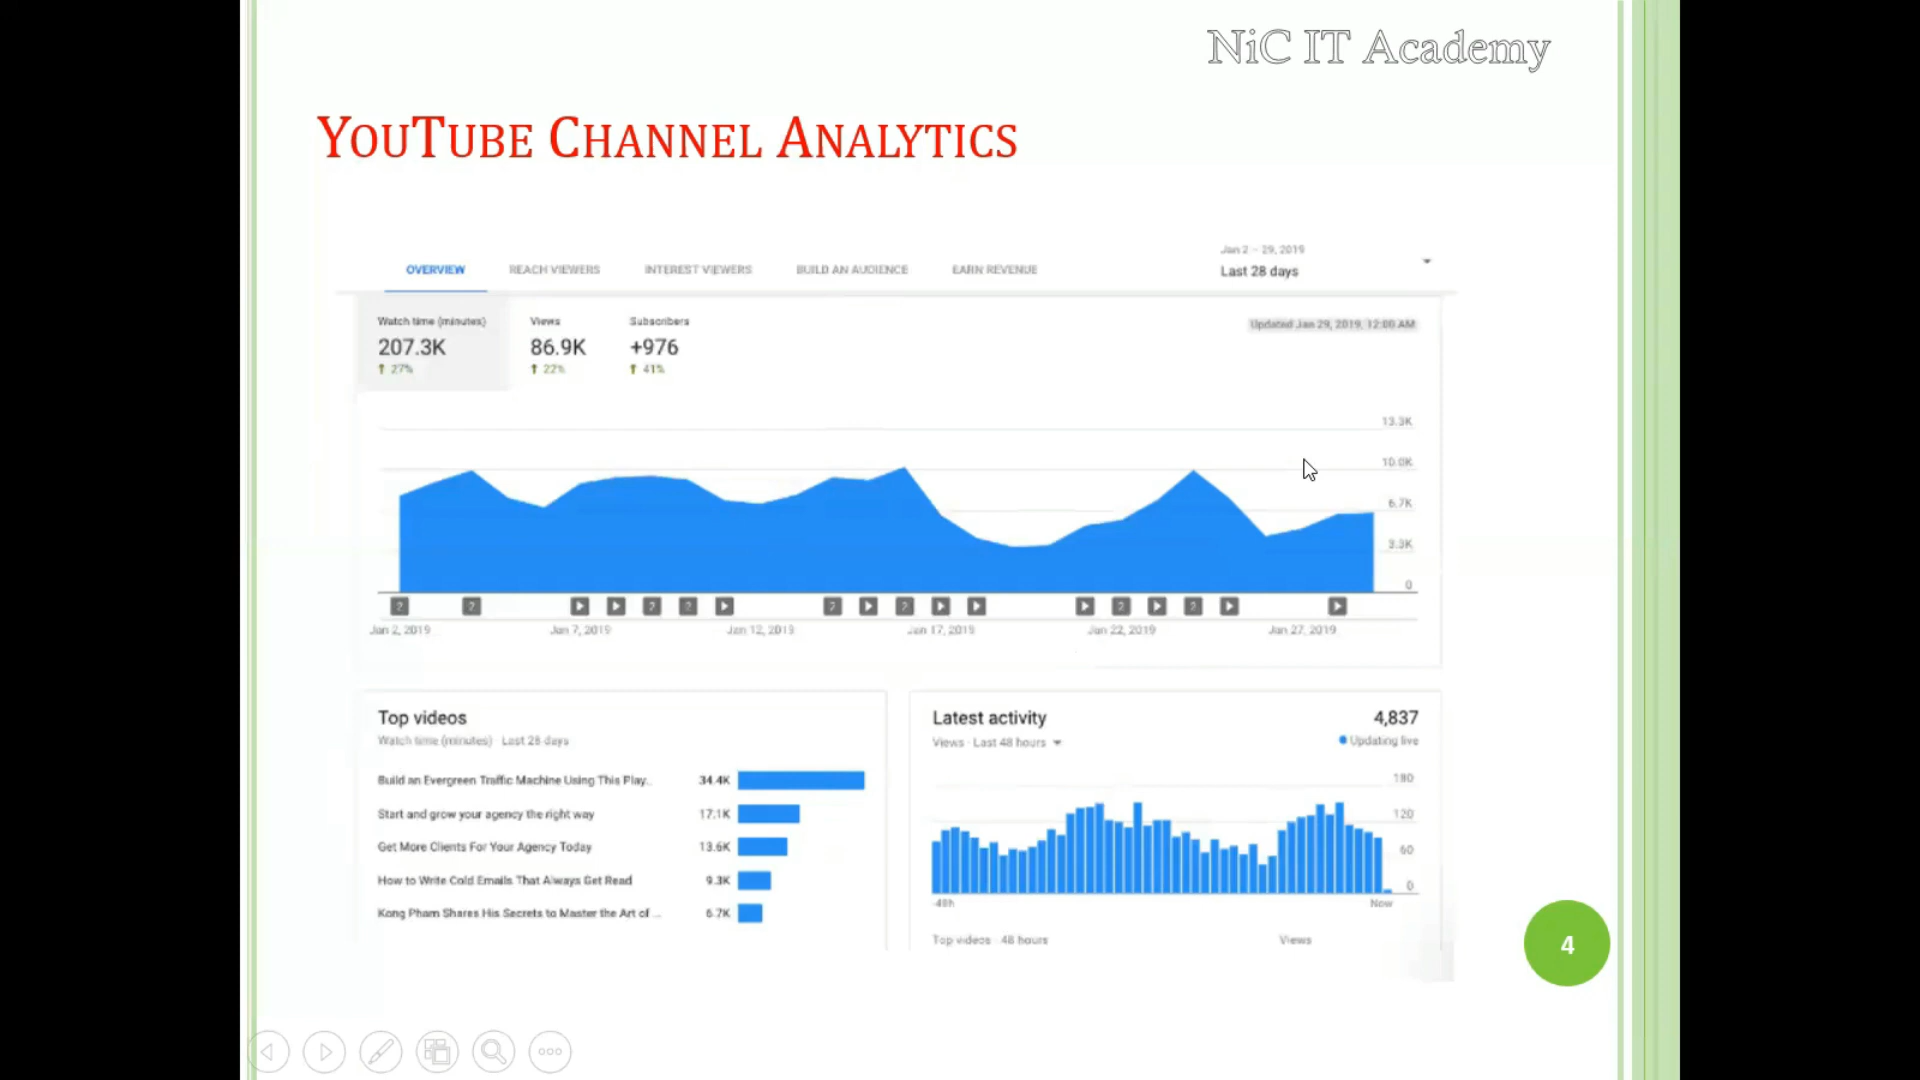 NiC IT Academy
YOUTUBE CHANNEL ANALYTICS
OVERVIEW REACH VIEWERS INTEREST VIEWERS BUILD AN AUDIENCE EARN REVENUE
Jan 2 – 29, 2019
Last 28 days
Watch time (minutes) Views Subscribers
207.3K 86.9K +976
27% 22% 41%
Updated Jan 29, 2019, 12:00 AM
13.3K
10.0K
6.7K
3.3K
0
2 2 2 2 2 2 2 2
Jan 2, 2019 Jan 7, 2019 Jan 12, 2019 Jan 17, 2019 Jan 22, 2019 Jan 27, 2019
Top videos
Watch time (minutes) · Last 28 days
Build an Evergreen Traffic Machine Using This Play... 34.4K
Start and grow your agency the right way 17.1K
Get More Clients For Your Agency Today 13.6K
How to Write Cold Emails That Always Get Read 9.3K
Kong Pham Shares His Secrets to Master the Art of ... 6.7K
Latest activity 4,837
Views · Last 48 hours Updating live
180
120
60
0
-48h Now
Top videos · 48 hours Views
4